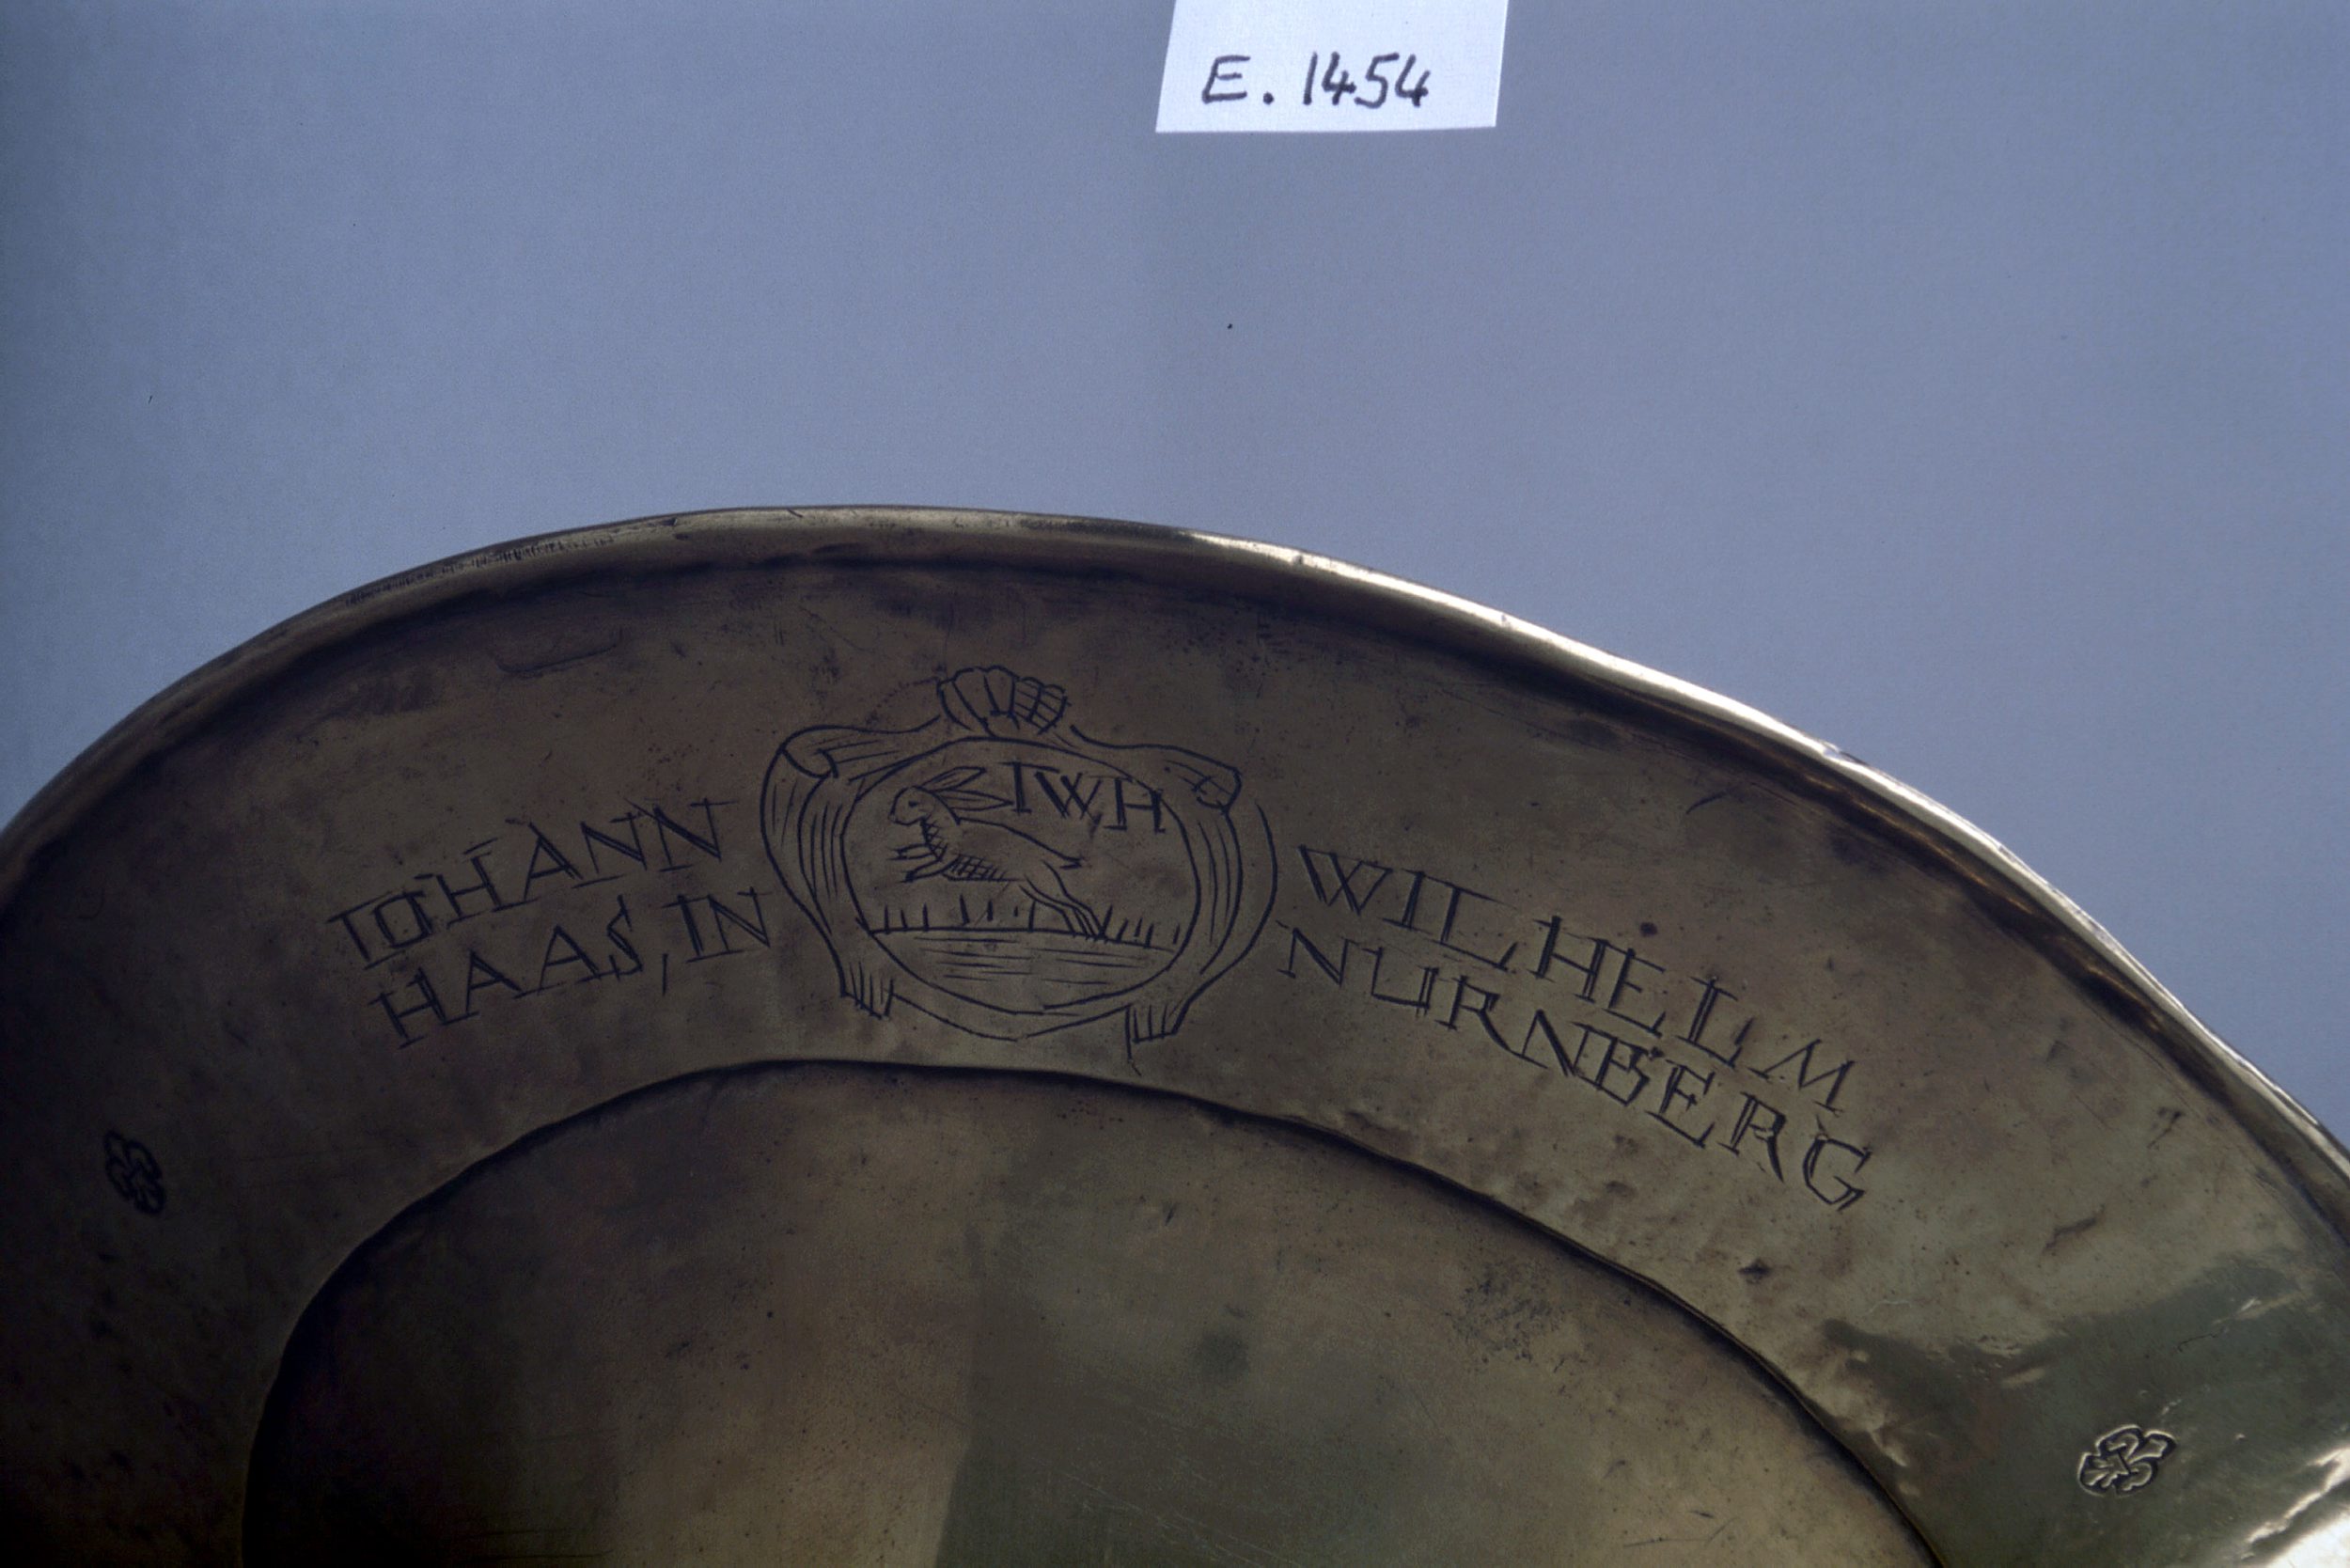 E. 1454
IOHANN
HAAS, IN
IWH
WILHELM
NURNBERG